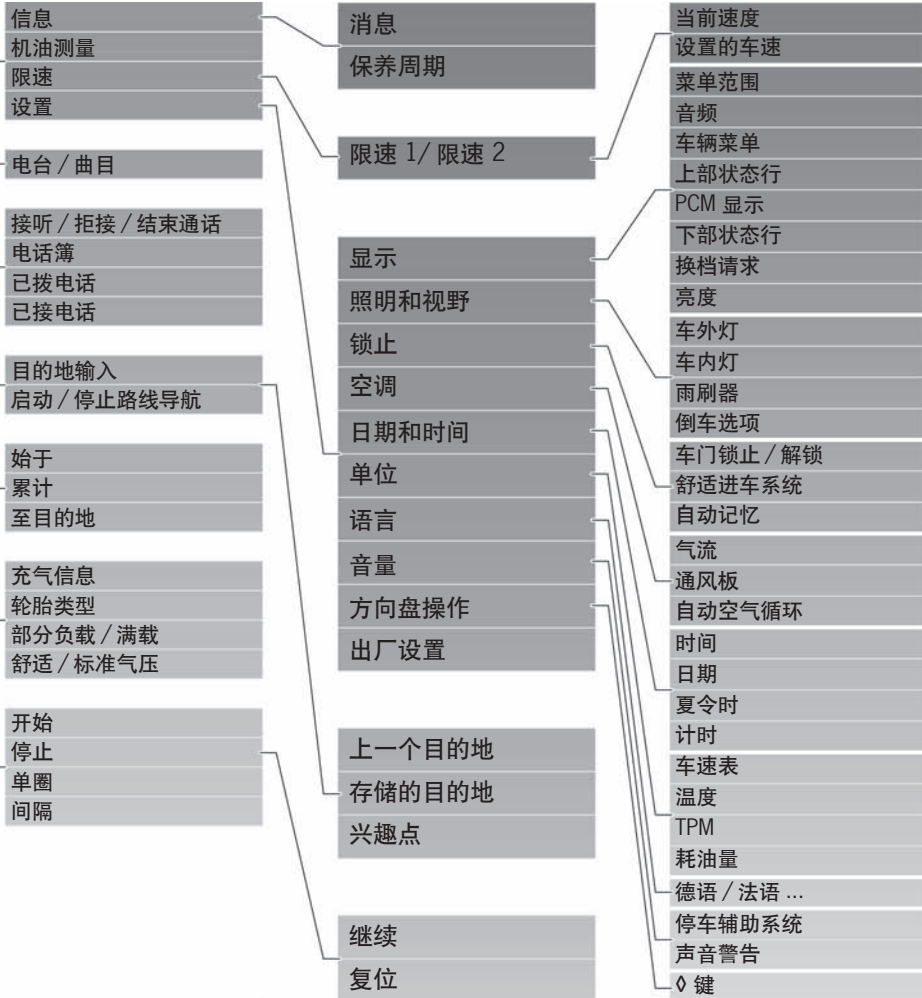 信息
机油测量
限速
设置
电台 / 曲目
接听 / 拒接 / 结束通话
电话簿
已拨电话
已接电话
目的地输入
启动 / 停止路线导航
始于
累计
至目的地
充气信息
轮胎类型
部分负载 / 满载
舒适 / 标准气压
开始
停止
单圈
间隔
消息
保养周期
限速 1/ 限速 2
显示
照明和视野
锁止
空调
日期和时间
单位
语言
音量
方向盘操作
出厂设置
上一个目的地
存储的目的地
兴趣点
继续
复位
当前速度
设置的车速
菜单范围
音频
车辆菜单
上部状态行
PCM 显示
下部状态行
换档请求
亮度
车外灯
车内灯
雨刷器
倒车选项
车门锁止 / 解锁
舒适进车系统
自动记忆
气流
通风板
自动空气循环
时间
日期
夏令时
计时
车速表
温度
TPM
耗油量
德语 / 法语 ...
停车辅助系统
声音警告
◊ 键